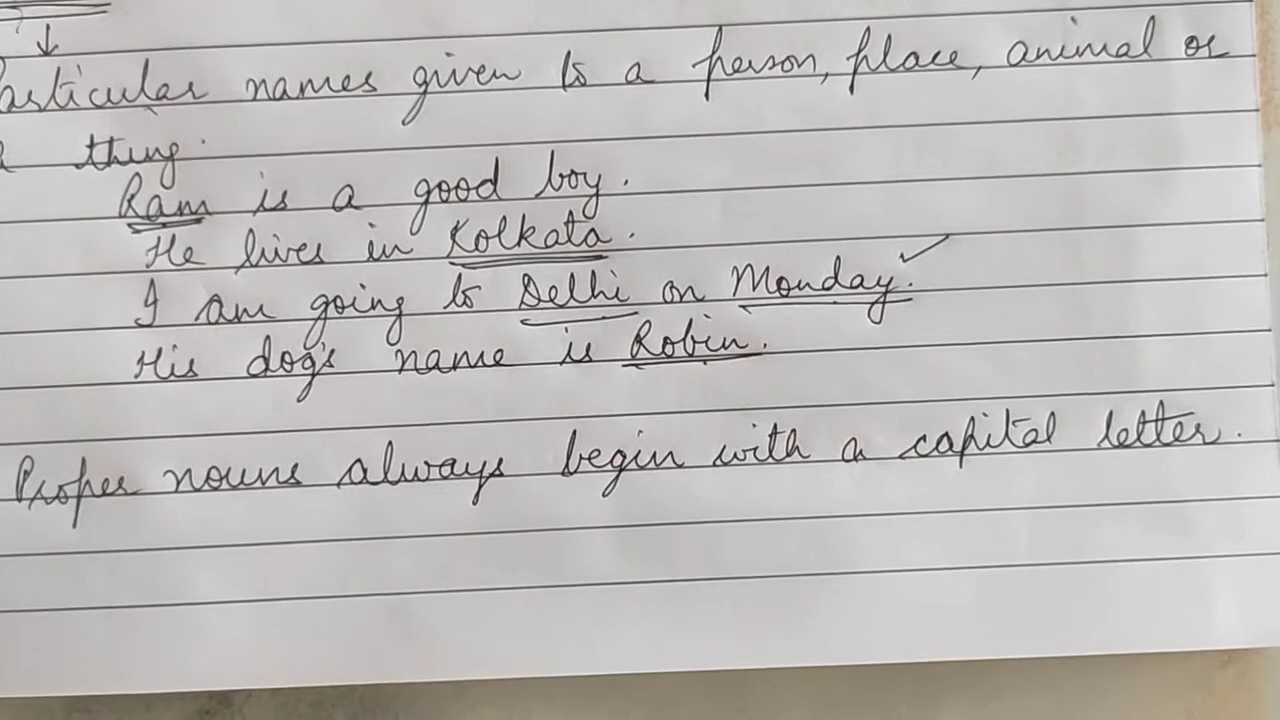 Particular names given to a person, place, animal or
a thing.
Ram is a good boy.
He lives in Kolkata.
I am going to Delhi on Monday.
His dog's name is Robin.
Proper nouns always begin with a capital letter.